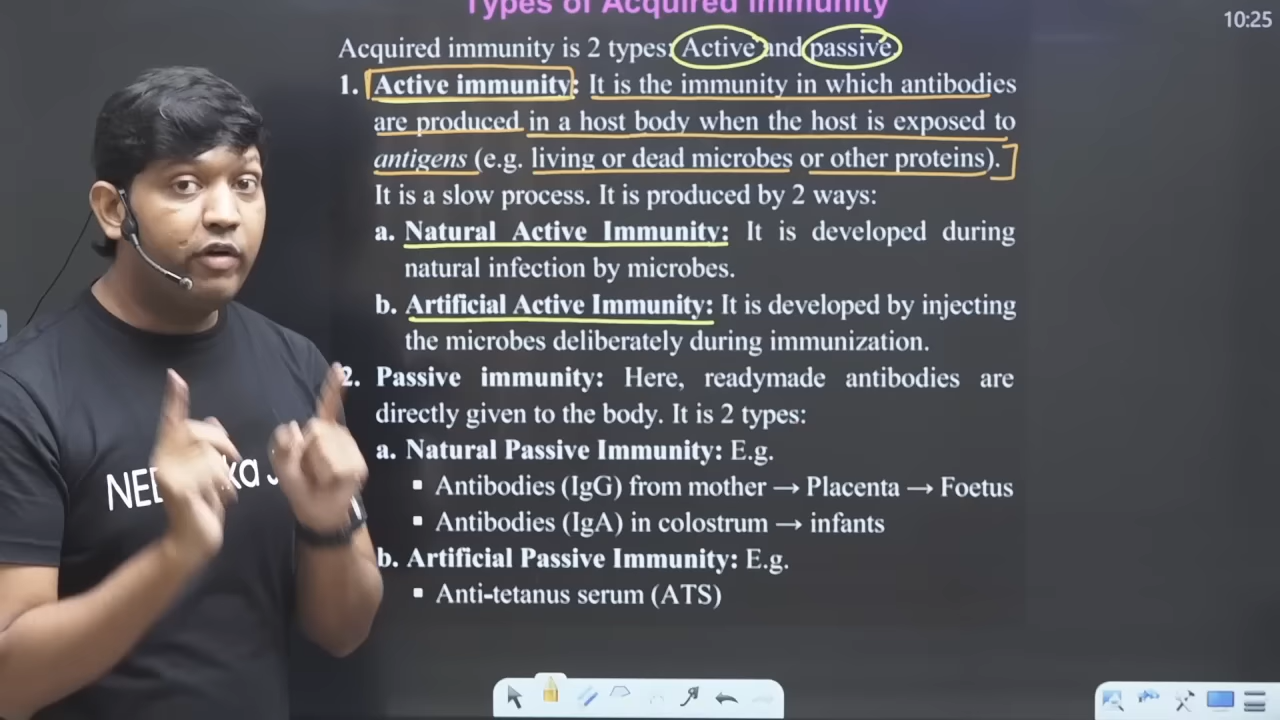 Types of Acquired Immunity
10:25
Acquired immunity is 2 types: Active and passive.
1. Active immunity: It is the immunity in which antibodies
are produced in a host body when the host is exposed to
antigens (e.g. living or dead microbes or other proteins).
It is a slow process. It is produced by 2 ways:
a. Natural Active Immunity: It is developed during
natural infection by microbes.
b. Artificial Active Immunity: It is developed by injecting
the microbes deliberately during immunization.
2. Passive immunity: Here, readymade antibodies are
directly given to the body. It is 2 types:
a. Natural Passive Immunity: E.g.
▪ Antibodies (IgG) from mother → Placenta → Foetus
▪ Antibodies (IgA) in colostrum → infants
b. Artificial Passive Immunity: E.g.
▪ Anti-tetanus serum (ATS)